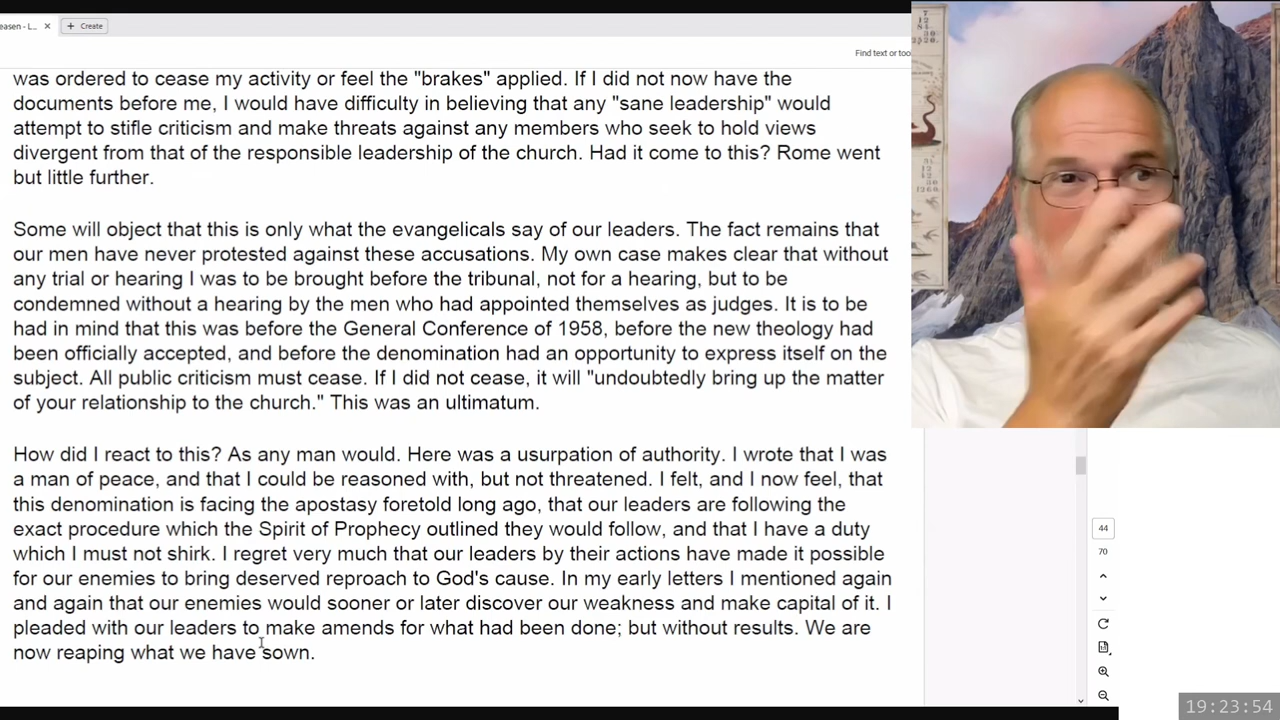 easen - L...
Create
Find text or too
was ordered to cease my activity or feel the "brakes" applied. If I did not now have the
documents before me, I would have difficulty in believing that any "sane leadership" would
attempt to stifle criticism and make threats against any members who seek to hold views
divergent from that of the responsible leadership of the church. Had it come to this? Rome went
but little further.
Some will object that this is only what the evangelicals say of our leaders. The fact remains that
our men have never protested against these accusations. My own case makes clear that without
any trial or hearing I was to be brought before the tribunal, not for a hearing, but to be
condemned without a hearing by the men who had appointed themselves as judges. It is to be
had in mind that this was before the General Conference of 1958, before the new theology had
been officially accepted, and before the denomination had an opportunity to express itself on the
subject. All public criticism must cease. If I did not cease, it will "undoubtedly bring up the matter
of your relationship to the church." This was an ultimatum.
How did I react to this? As any man would. Here was a usurpation of authority. I wrote that I was
a man of peace, and that I could be reasoned with, but not threatened. I felt, and I now feel, that
this denomination is facing the apostasy foretold long ago, that our leaders are following the
exact procedure which the Spirit of Prophecy outlined they would follow, and that I have a duty
which I must not shirk. I regret very much that our leaders by their actions have made it possible
for our enemies to bring deserved reproach to God's cause. In my early letters I mentioned again
and again that our enemies would sooner or later discover our weakness and make capital of it. I
pleaded with our leaders to make amends for what had been done; but without results. We are
now reaping what we have sown.
7
12
84
30
2520
44
70
19:23:54